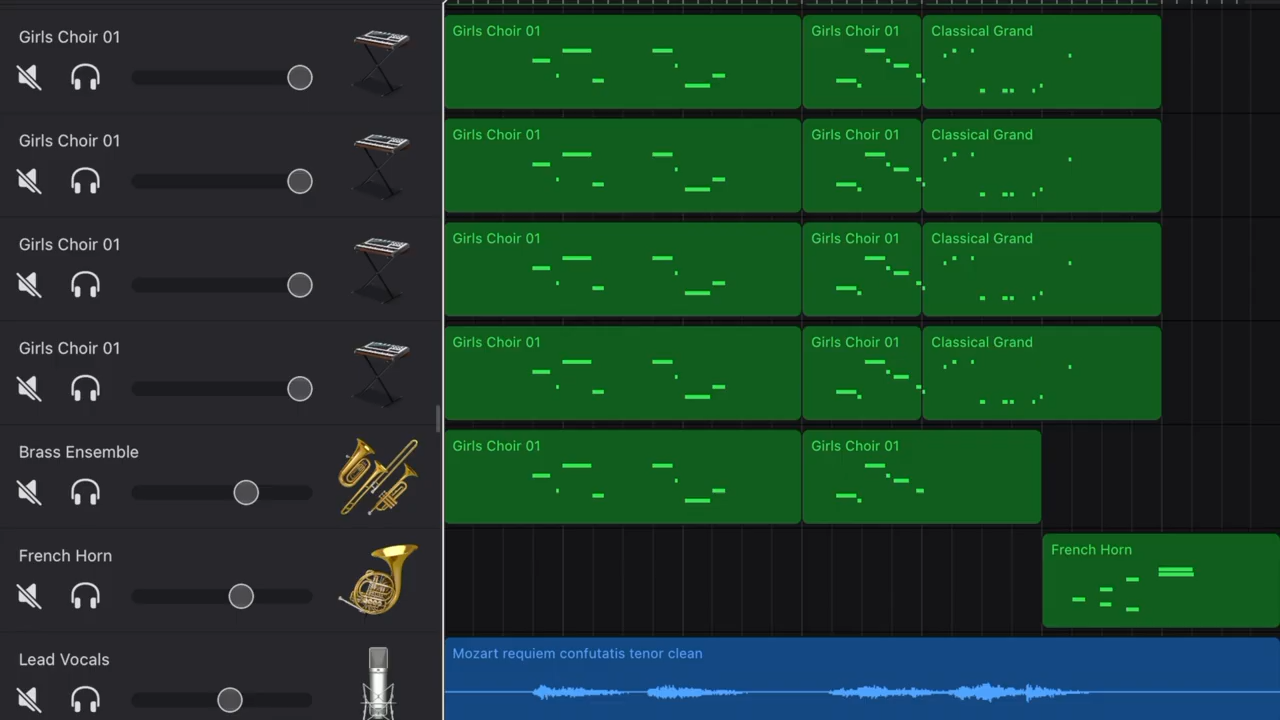 Girls Choir 01
Girls Choir 01 Girls Choir 01 Classical Grand
Girls Choir 01
Girls Choir 01 Girls Choir 01 Classical Grand
Girls Choir 01
Girls Choir 01 Girls Choir 01 Classical Grand
Girls Choir 01
Girls Choir 01 Girls Choir 01 Classical Grand
Brass Ensemble
Girls Choir 01 Girls Choir 01
French Horn
French Horn
Lead Vocals
Mozart requiem confutatis tenor clean